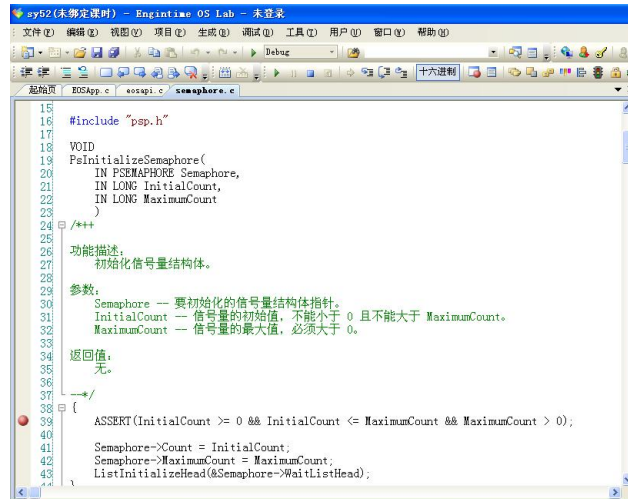 sy52(未绑定课时) - Engintime OS Lab - 未登录
文件(F) 编辑(E) 视图(V) 项目(P) 生成(B) 调试(D) 工具(T) 用户(U) 窗口(W) 帮助(H)
Debug
十六进制
起始页 EOSApp.c eosapi.c semaphore.c
15
16 #include "psp.h"
17
18 VOID
19 PsInitializeSemaphore(
20 IN PSEMAPHORE Semaphore,
21 IN LONG InitialCount,
22 IN LONG MaximumCount
23 )
24 /*++
25
26 功能描述:
27 初始化信号量结构体。
28
29 参数:
30 Semaphore -- 要初始化的信号量结构体指针。
31 InitialCount -- 信号量的初始值,不能小于 0 且不能大于 MaximumCount。
32 MaximumCount -- 信号量的最大值,必须大于 0。
33
34 返回值:
35 无。
36
37 --*/
38 {
39 ASSERT(InitialCount >= 0 && InitialCount <= MaximumCount && MaximumCount > 0);
40
41 Semaphore->Count = InitialCount;
42 Semaphore->MaximumCount = MaximumCount;
43 ListInitializeHead(&Semaphore->WaitListHead);